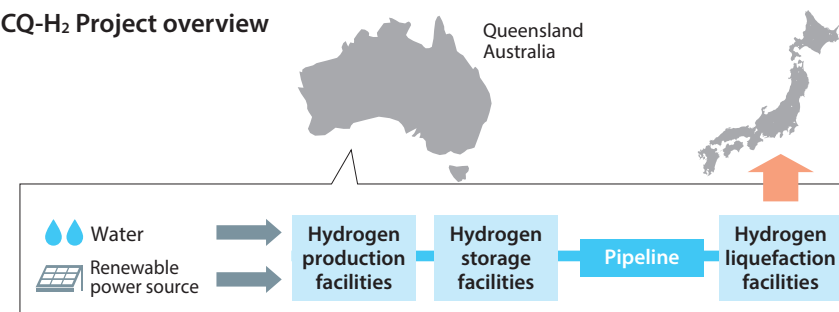 CQ-H₂ Project overview
Queensland
Australia
Water
Renewable
power source
Hydrogen
production
facilities
Hydrogen
storage
facilities
Pipeline
Hydrogen
liquefaction
facilities